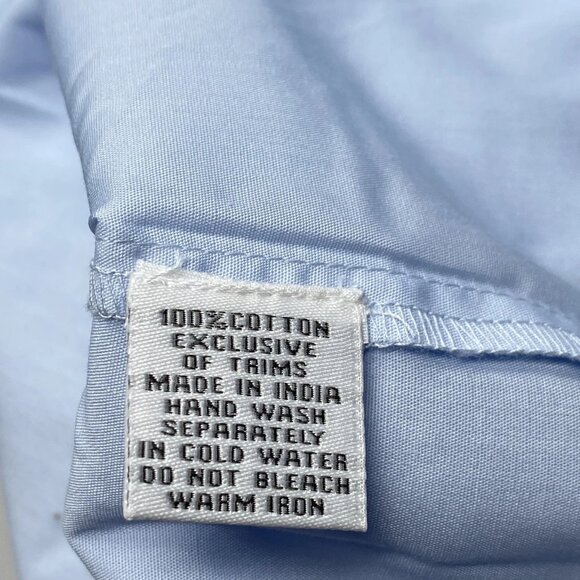 100%COTTON
EXCLUSIVE
OF TRIMS
MADE IN INDIA
HAND WASH
SEPARATELY
IN COLD WATER
DO NOT BLEACH
WARM IRON